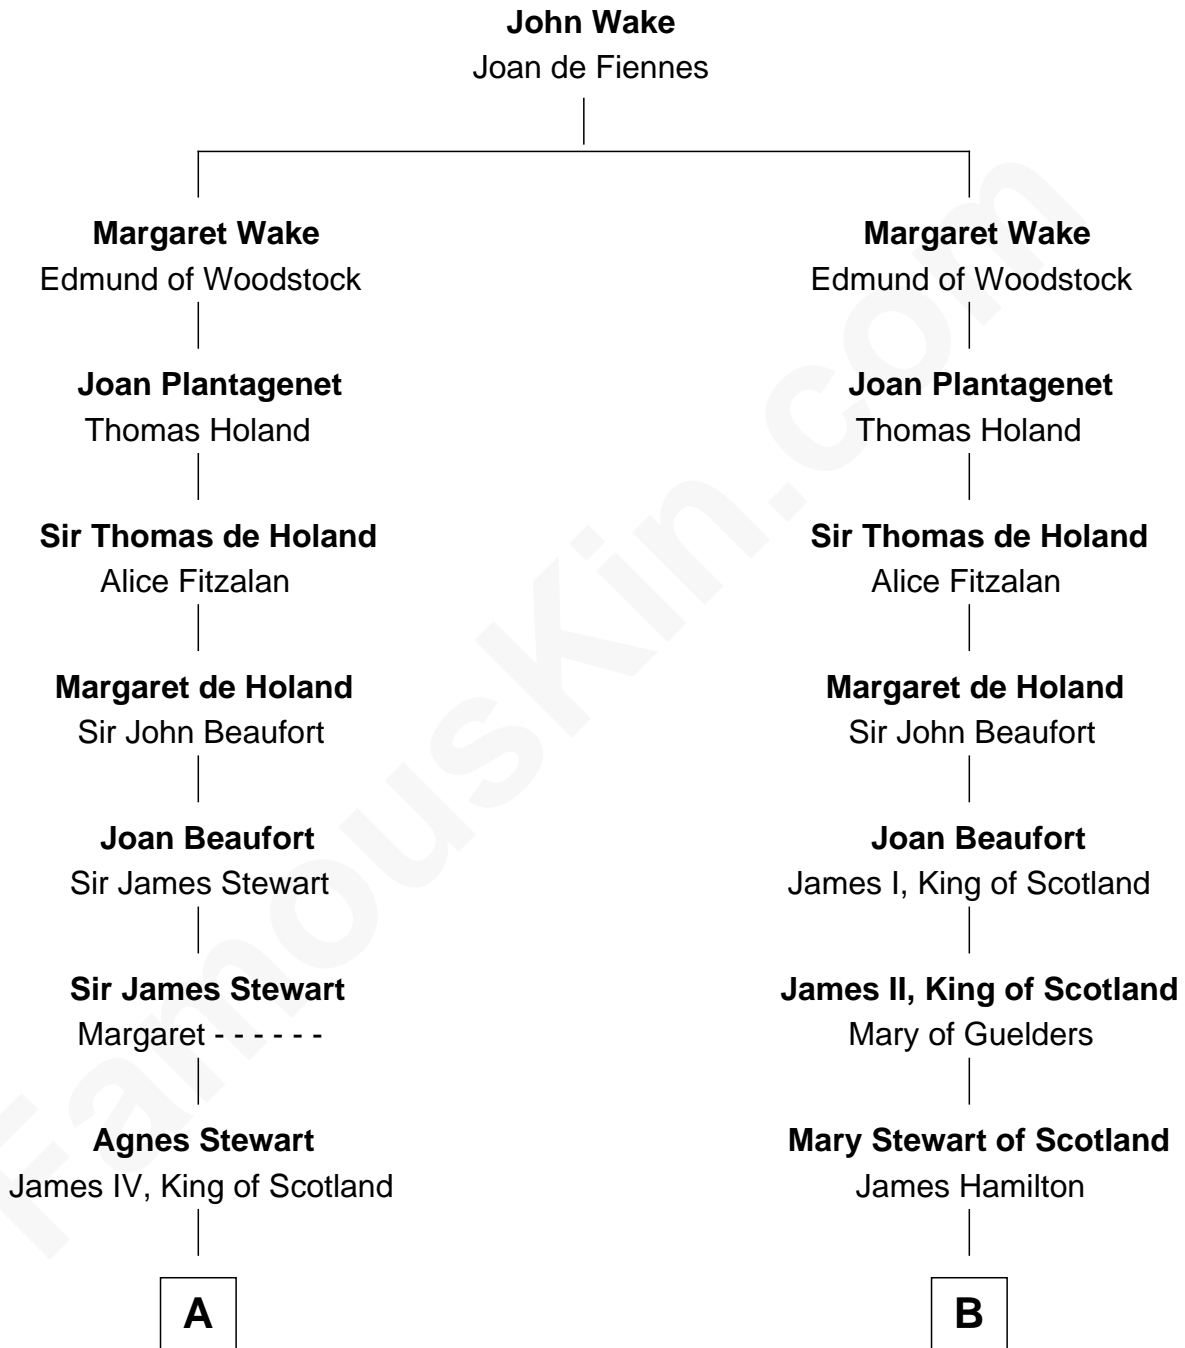 John Wake
Joan de Fiennes
Margaret Wake
Edmund of Woodstock
Joan Plantagenet
Thomas Holand
Sir Thomas de Holand
Alice Fitzalan
Margaret de Holand
Sir John Beaufort
Joan Beaufort
Sir James Stewart
Sir James Stewart
Margaret - - - - - -
Agnes Stewart
James IV, King of Scotland
A
Margaret Wake
Edmund of Woodstock
Joan Plantagenet
Thomas Holand
Sir Thomas de Holand
Alice Fitzalan
Margaret de Holand
Sir John Beaufort
Joan Beaufort
James I, King of Scotland
James II, King of Scotland
Mary of Guelders
Mary Stewart of Scotland
James Hamilton
B
FamousKin.com